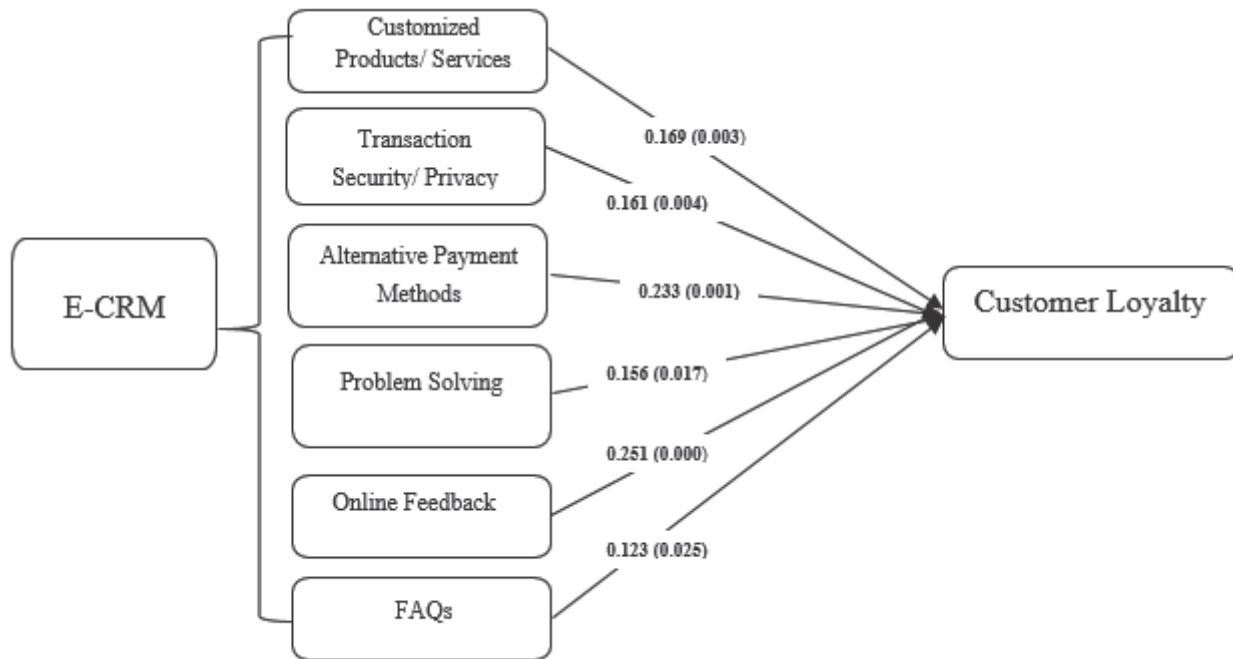 Customized
Products/ Services
Transaction
Security/ Privacy
Alternative Payment
Methods
Problem Solving
Online Feedback
FAQs
E-CRM
0.169 (0.003)
0.161 (0.004)
0.233 (0.001)
0.156 (0.017)
0.251 (0.000)
0.123 (0.025)
Customer Loyalty